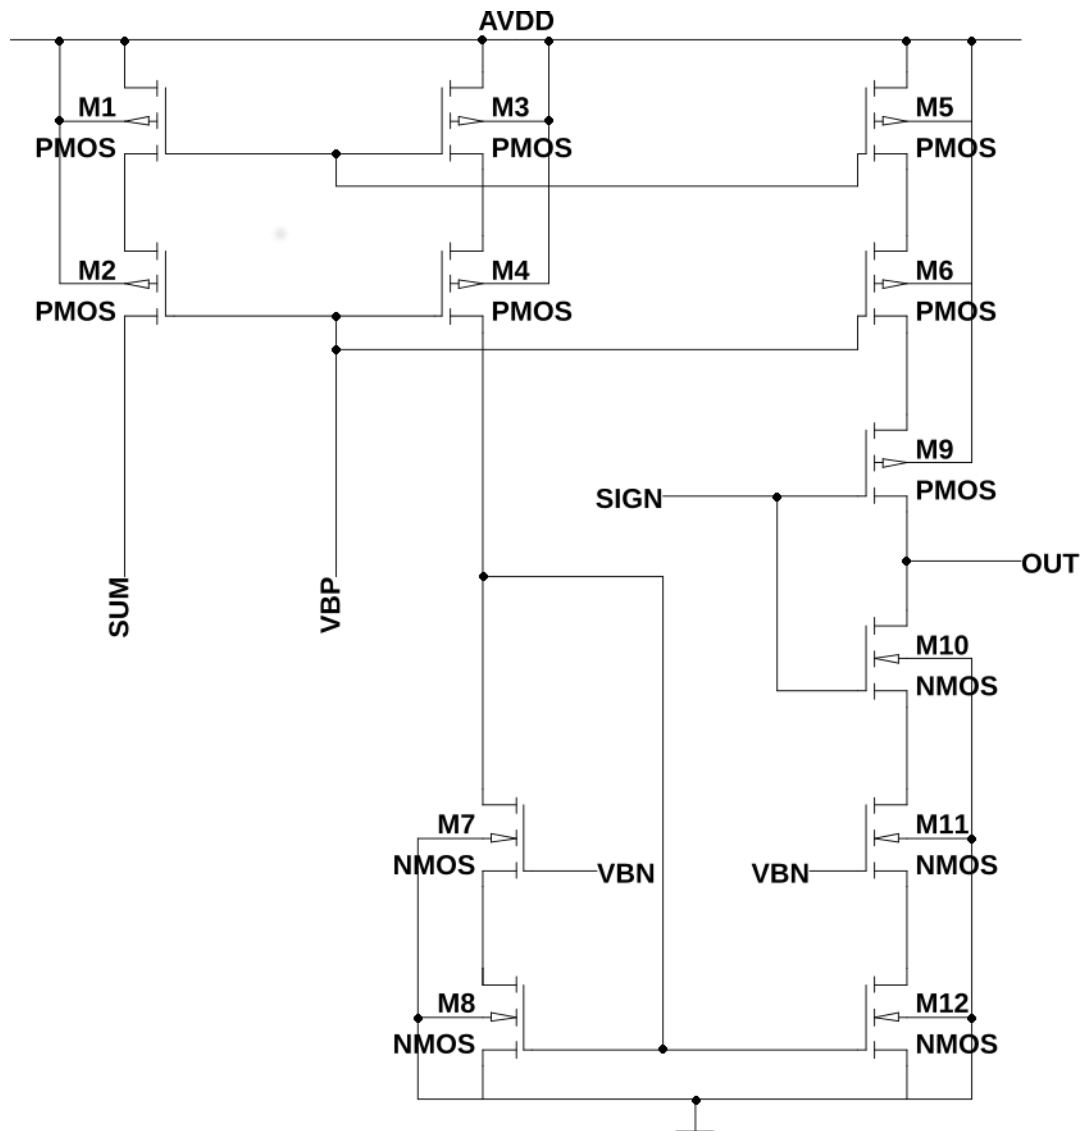 AVDD
M1
PMOS
M3
PMOS
M5
PMOS
M2
PMOS
M4
PMOS
M6
PMOS
M9
PMOS
SIGN
OUT
SUM
VBP
M10
NMOS
M7
NMOS
VBN
VBN
M11
NMOS
M8
NMOS
M12
NMOS